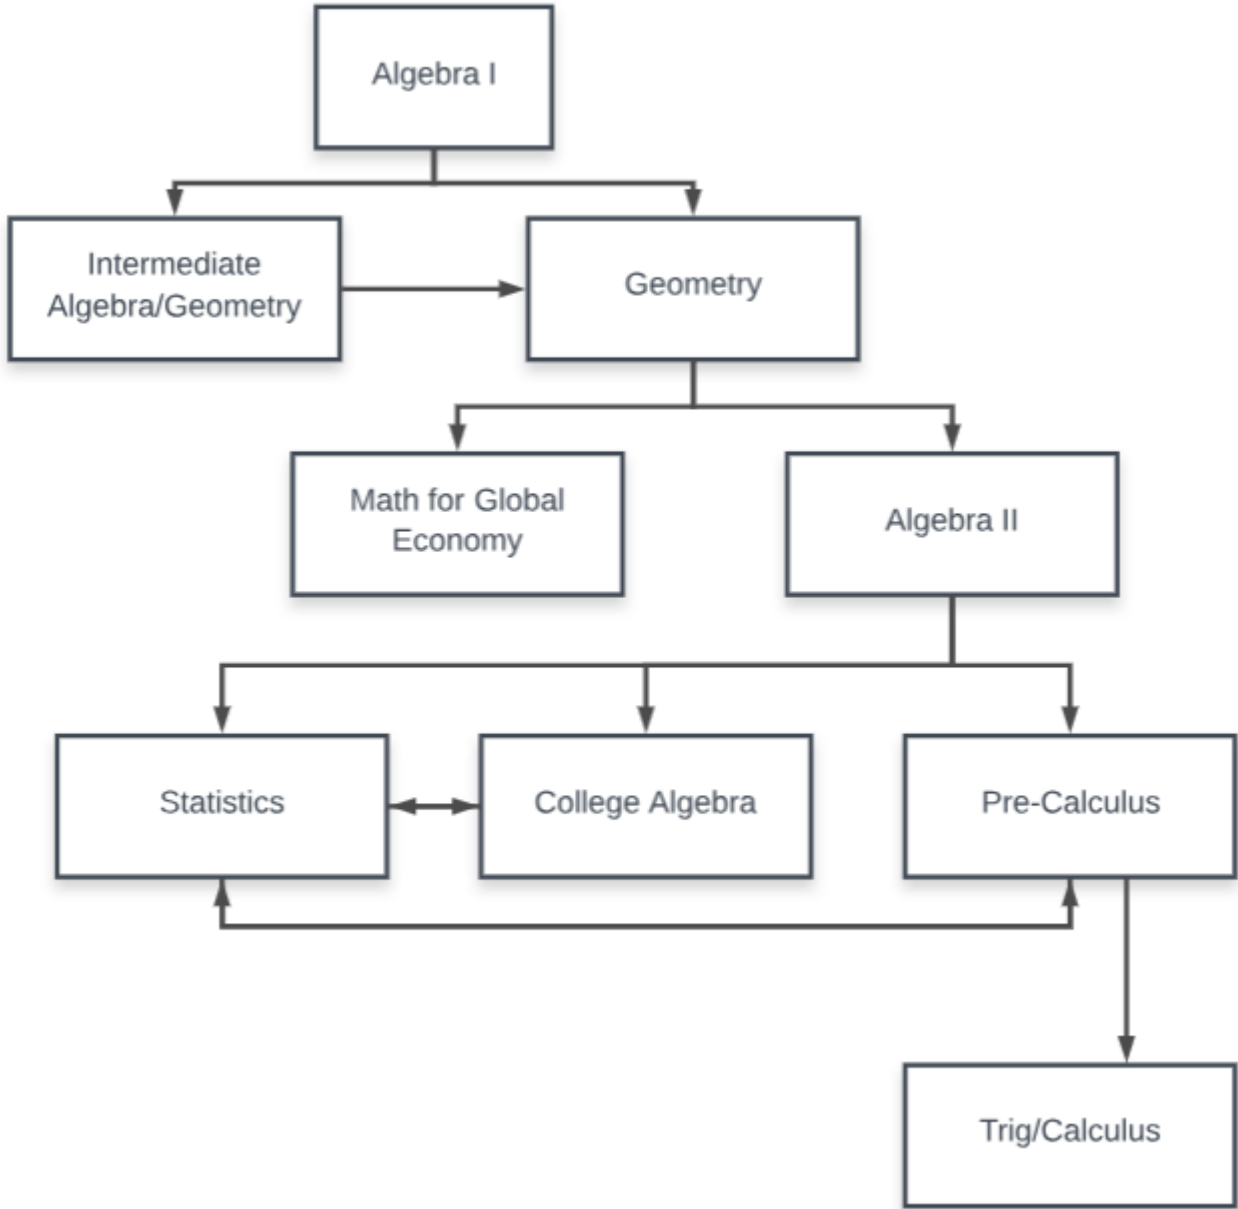 Algebra I
Intermediate
Algebra/Geometry
Geometry
Math for Global
Economy
Algebra II
Statistics
College Algebra
Pre-Calculus
Trig/Calculus